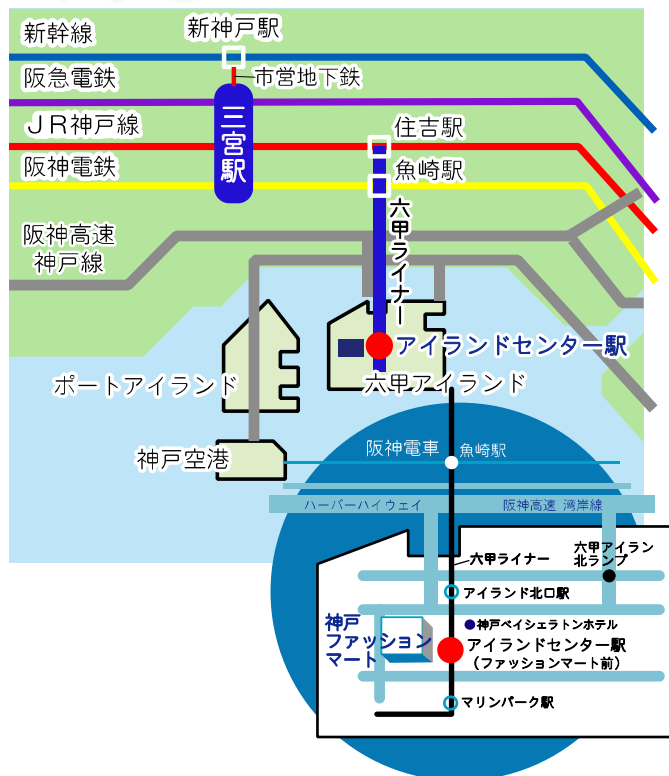 新幹線
新神戸駅
阪急電鉄
市営地下鉄
三宮駅
JR神戸線
住吉駅
阪神電鉄
魚崎駅
六甲ライナー
阪神高速
神戸線
アイランドセンター駅
ポートアイランド
六甲アイランド
神戸空港
阪神電車
魚崎駅
ハーバーハイウェイ
阪神高速 湾岸線
六甲ライナー
六甲アイラン
北ランプ
アイランド北口駅
神戸
ファッション
マート
神戸ベイシェラトンホテル
アイランドセンター駅
(ファッションマート前)
マリンパーク駅